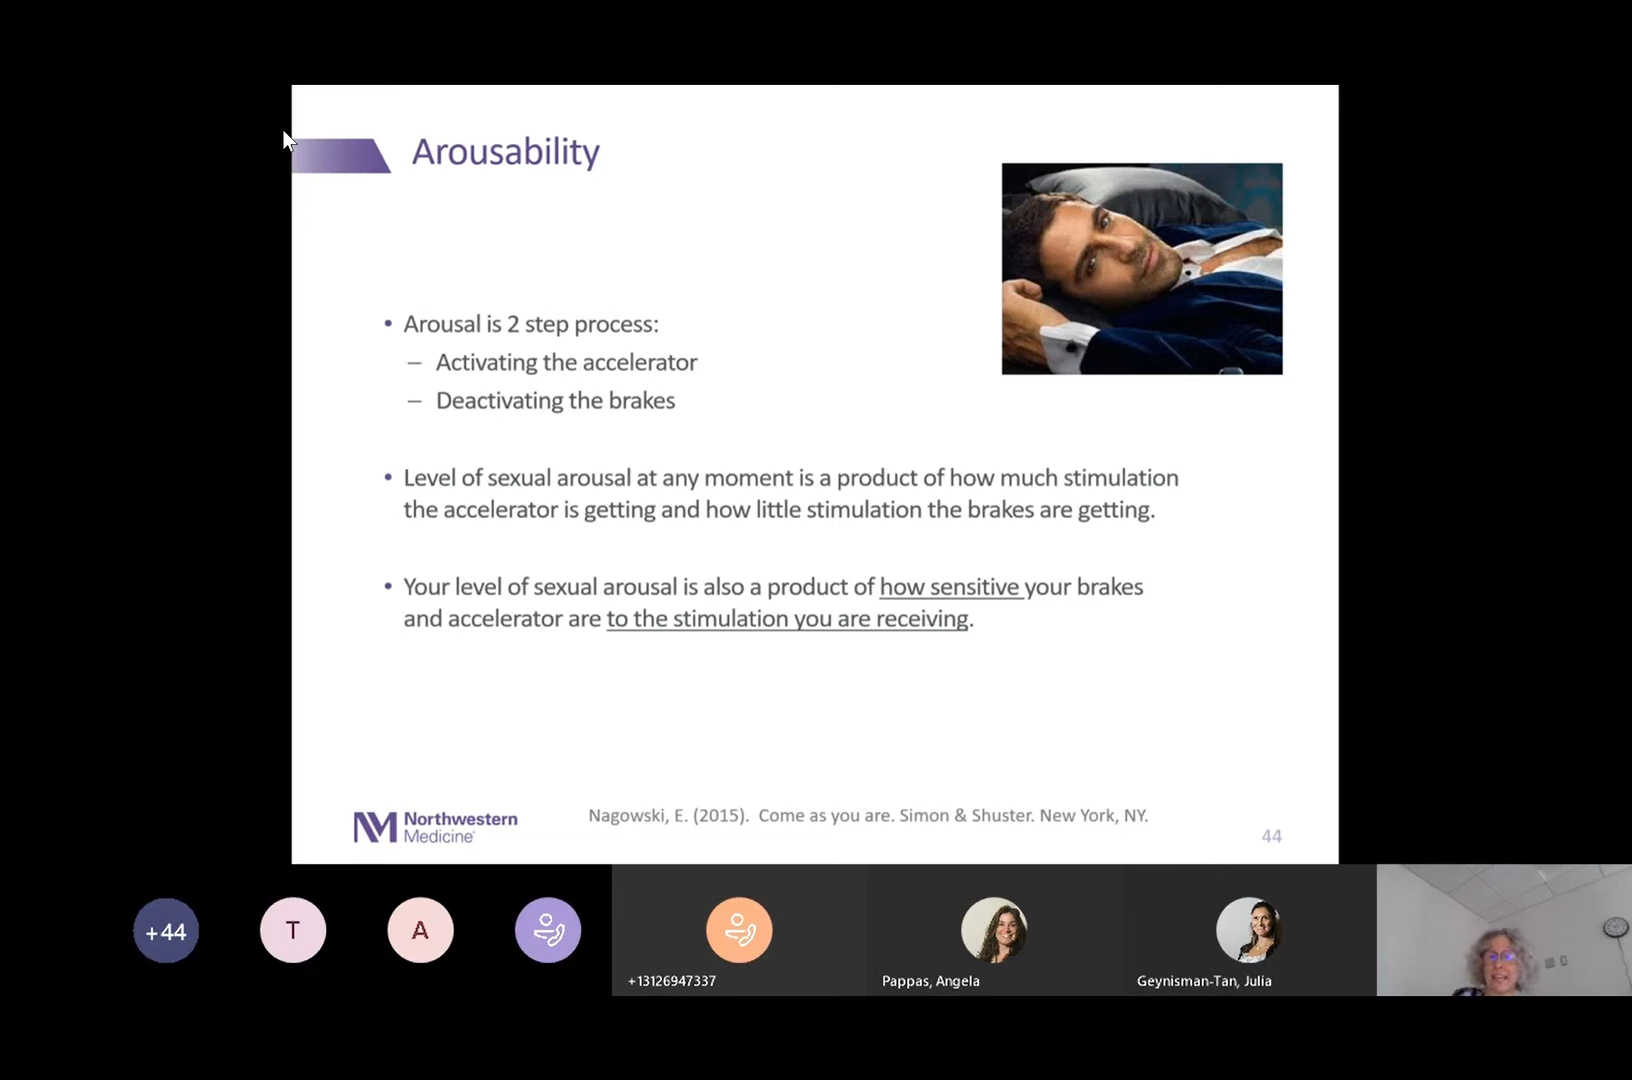 Arousability
• Arousal is 2 step process:
– Activating the accelerator
– Deactivating the brakes
• Level of sexual arousal at any moment is a product of how much stimulation
the accelerator is getting and how little stimulation the brakes are getting.
• Your level of sexual arousal is also a product of how sensitive your brakes
and accelerator are to the stimulation you are receiving.
Northwestern
Medicine
Nagowski, E. (2015). Come as you are. Simon & Shuster. New York, NY.
44
+44
T
A
+13126947337
Pappas, Angela
Geynisman-Tan, Julia